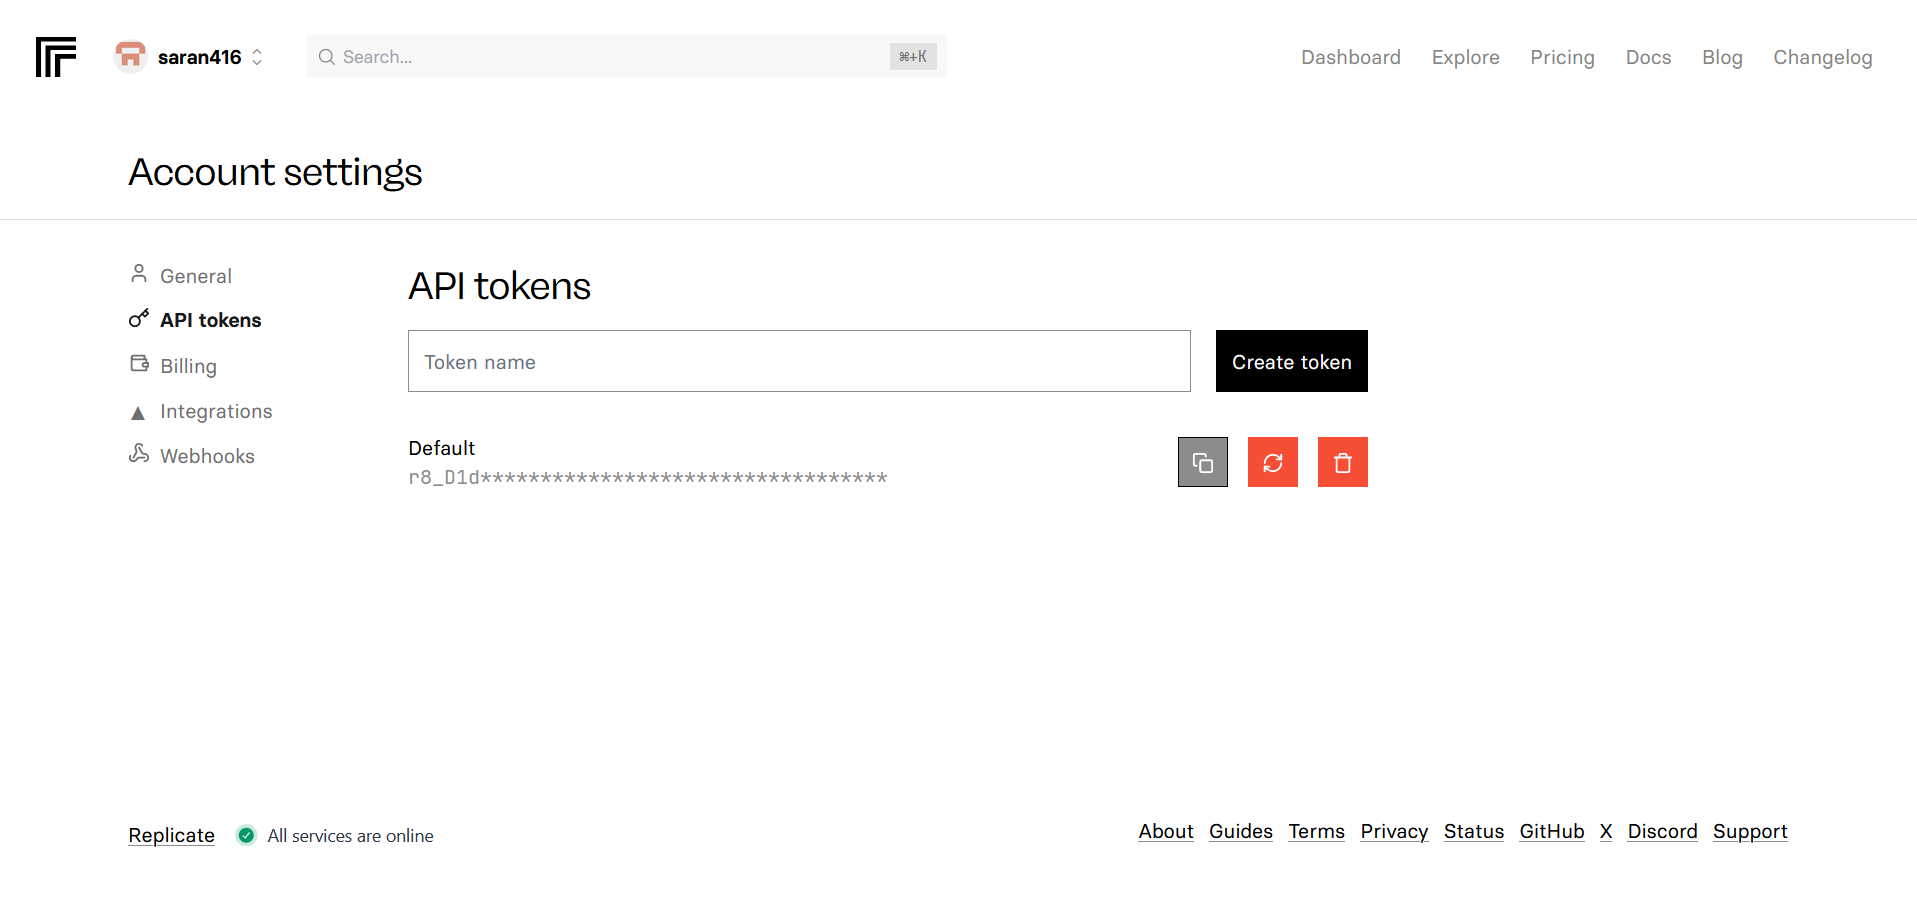 saran416
Search...
⌘+K
Dashboard Explore Pricing Docs Blog Changelog
Account settings
General
API tokens
Billing
Integrations
Webhooks
API tokens
Token name
Create token
Default
r8_D1d**********************************
Replicate
All services are online
About Guides Terms Privacy Status GitHub X Discord Support